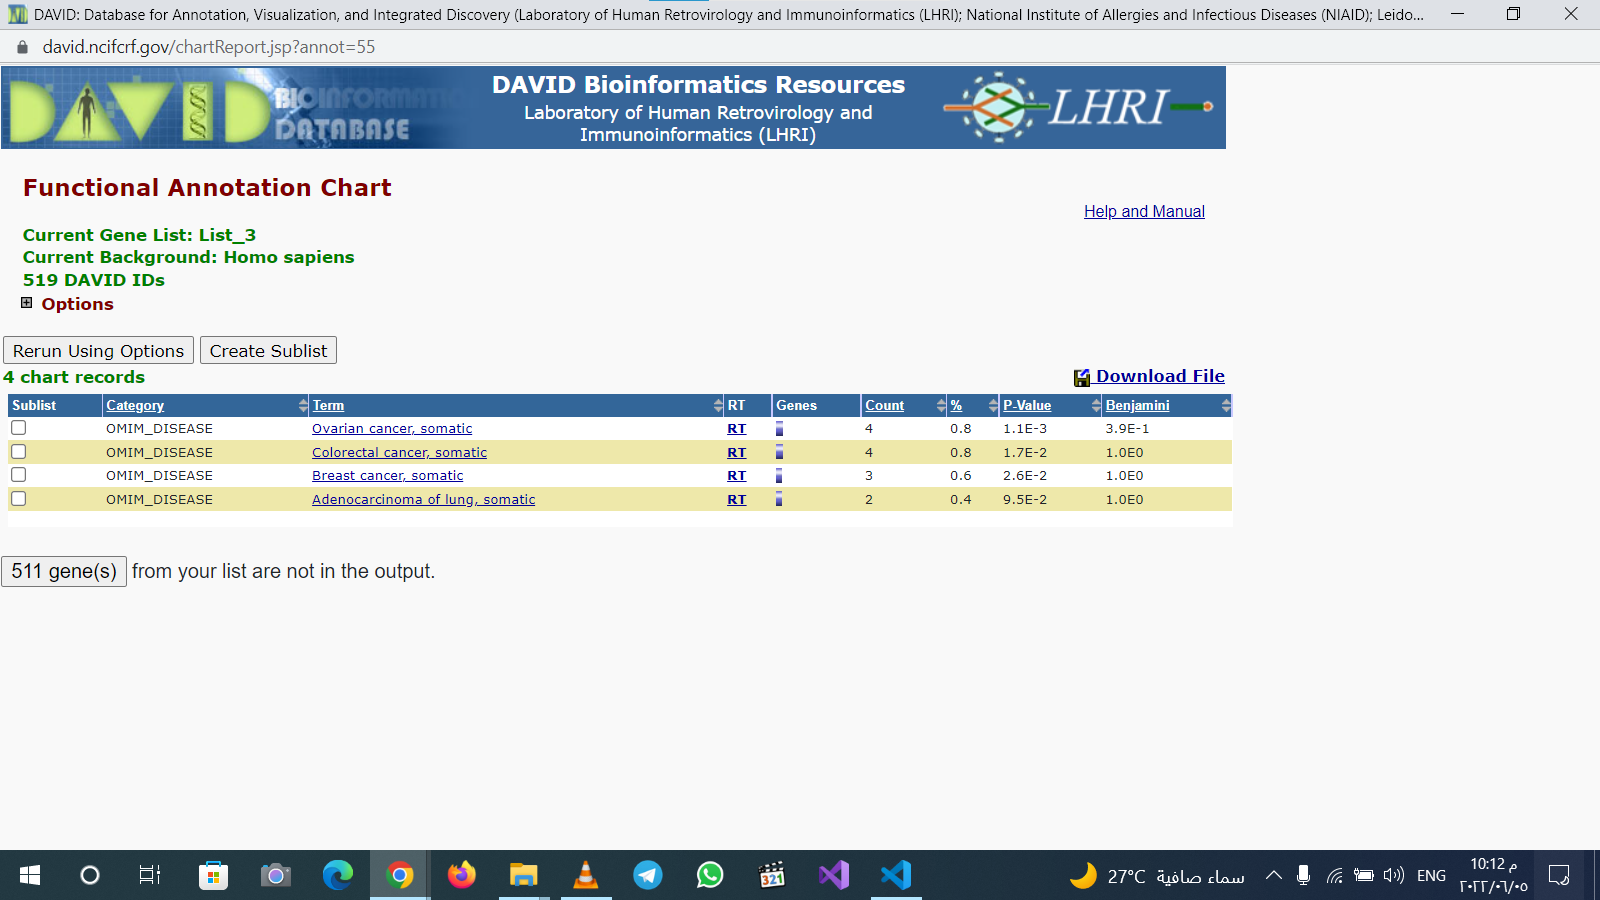 DAVID: Database for Annotation, Visualization, and Integrated Discovery (Laboratory of Human Retrovirology and Immunoinformatics (LHRI); National Institute of Allergies and Infectious Diseases (NIAID); Leido...
david.ncifcrf.gov/chartReport.jsp?annot=55
DAVID BIOINFORMATICS DATABASE
DAVID Bioinformatics Resources
Laboratory of Human Retrovirology and
Immunoinformatics (LHRI)
LHRI
Functional Annotation Chart
Help and Manual
Current Gene List: List_3
Current Background: Homo sapiens
519 DAVID IDs
Options
Rerun Using Options Create Sublist
4 chart records Download File
Sublist Category Term RT Genes Count % P-Value Benjamini
OMIM_DISEASE Ovarian cancer, somatic RT 4 0.8 1.1E-3 3.9E-1
OMIM_DISEASE Colorectal cancer, somatic RT 4 0.8 1.7E-2 1.0E0
OMIM_DISEASE Breast cancer, somatic RT 3 0.6 2.6E-2 1.0E0
OMIM_DISEASE Adenocarcinoma of lung, somatic RT 2 0.4 9.5E-2 1.0E0
511 gene(s) from your list are not in the output.
321
27°C سماء صافية
ENG
10:12 م
٢٠٢٢/٠٦/٠٥